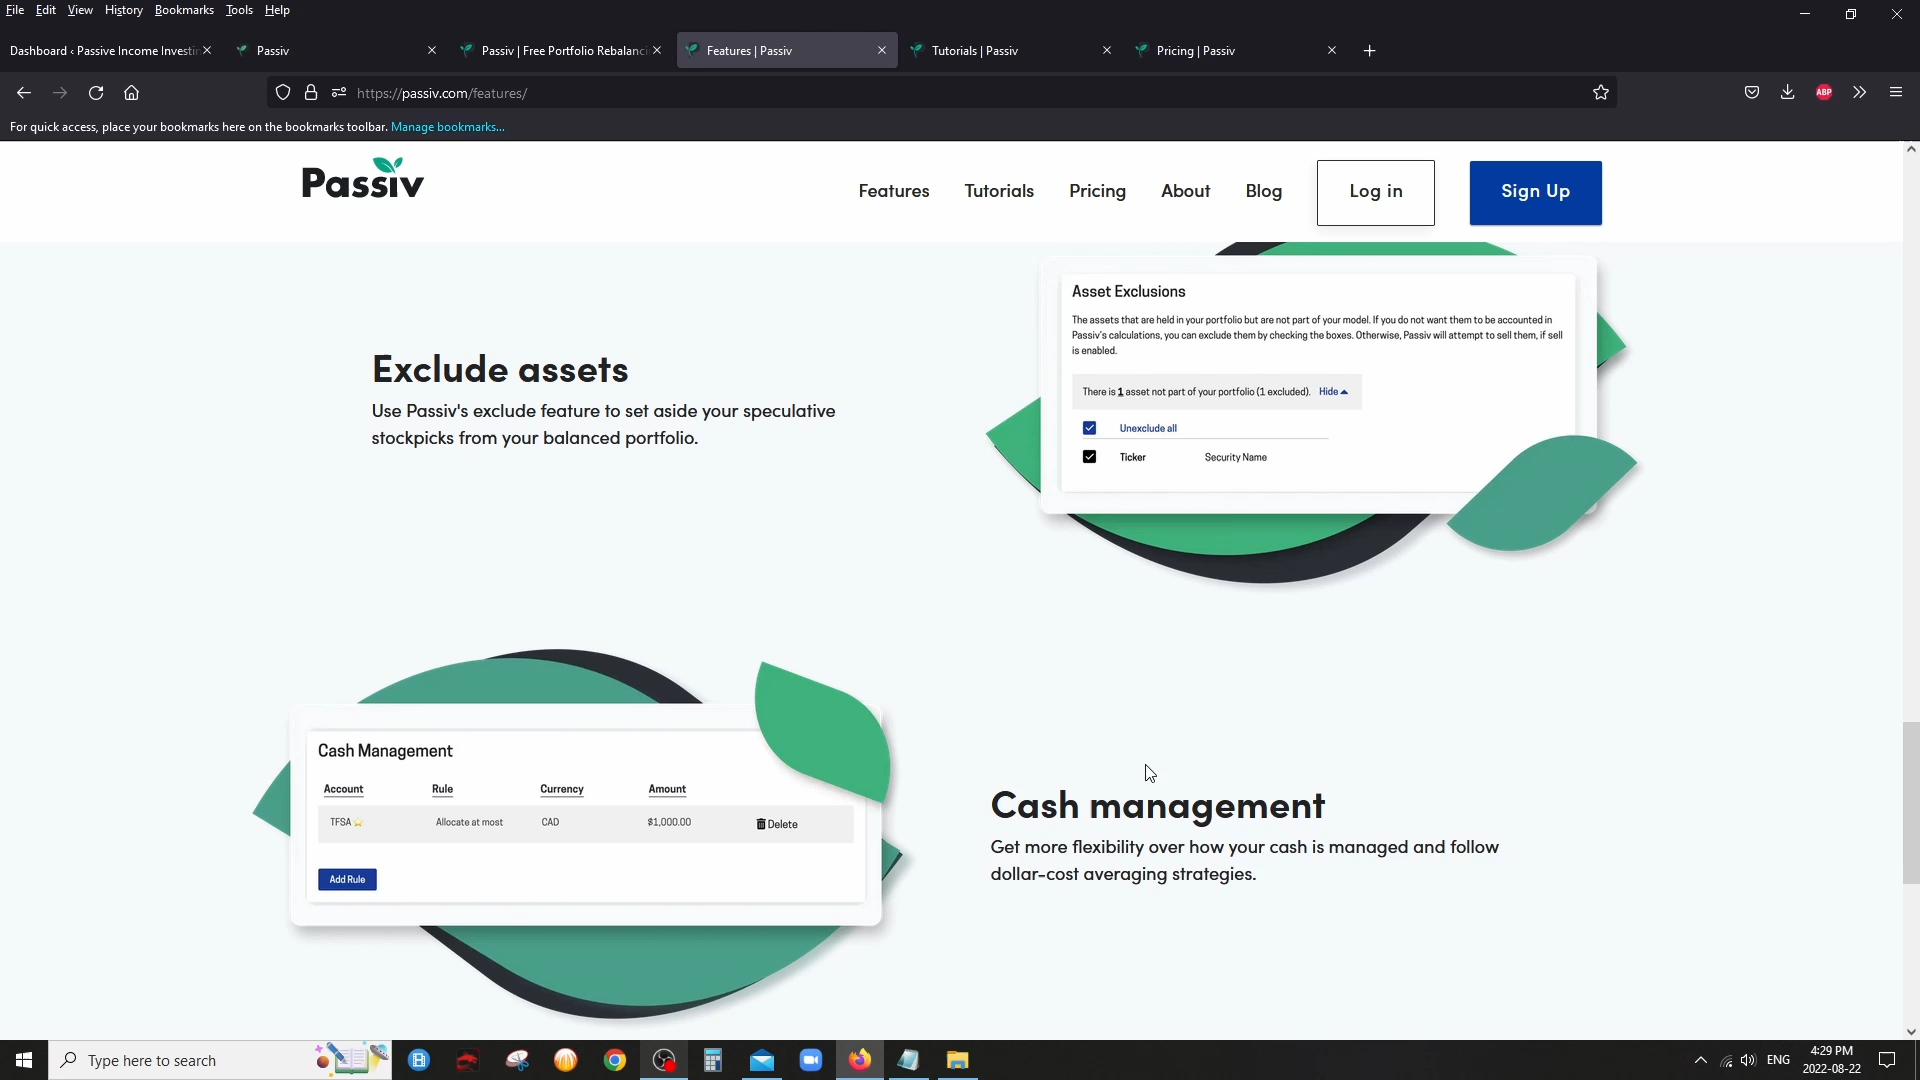 File Edit View History Bookmarks Tools Help
Dashboard ‹ Passive Income Investin
Passiv
Passiv | Free Portfolio Rebalanci
Features | Passiv
Tutorials | Passiv
Pricing | Passiv
https://passiv.com/features/
ABP
For quick access, place your bookmarks here on the bookmarks toolbar. Manage bookmarks...
Passiv
Features Tutorials Pricing About Blog Log in Sign Up
Asset Exclusions
The assets that are held in your portfolio but are not part of your model. If you do not want them to be accounted in
Passiv's calculations, you can exclude them by checking the boxes. Otherwise, Passiv will attempt to sell them, if sell
is enabled.
There is 1 asset not part of your portfolio (1 excluded). Hide
Unexclude all
Ticker Security Name
Exclude assets
Use Passiv's exclude feature to set aside your speculative
stockpicks from your balanced portfolio.
Cash Management
Account Rule Currency Amount
TFSA Allocate at most CAD $1,000.00 Delete
Add Rule
Cash management
Get more flexibility over how your cash is managed and follow
dollar-cost averaging strategies.
Type here to search
ENG
4:29 PM
2022-08-22